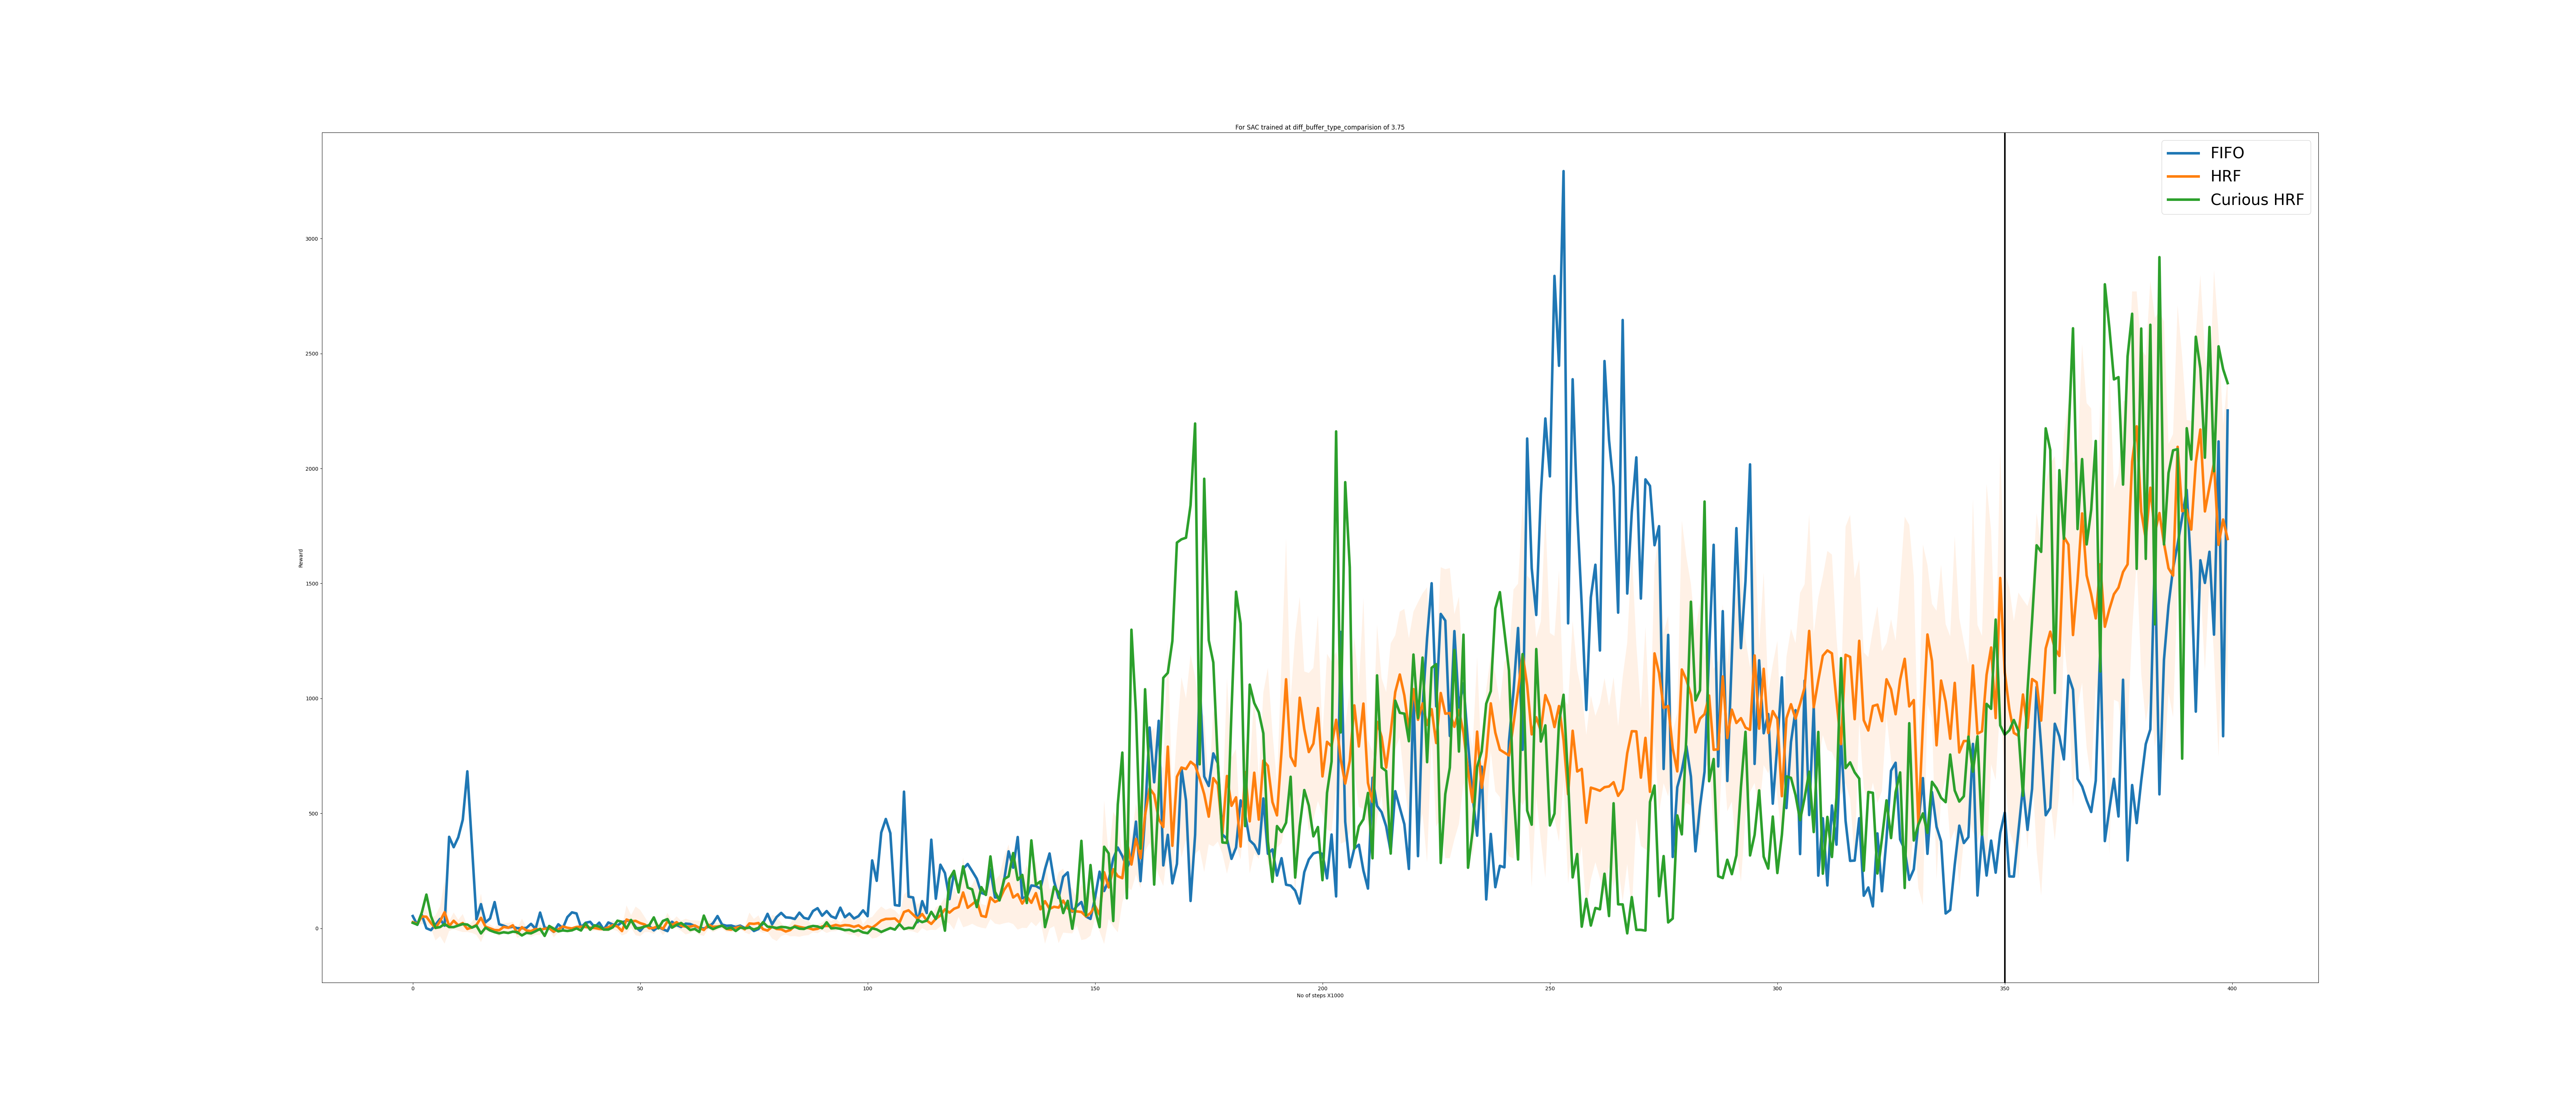 For SAC trained at diff_buffer_type_comparision of 3.75
FIFO
HRF
Curious HRF
3000
2500
2000
1500
1000
500
0
Reward
0 50 100 150 200 250 300 350 400
No of steps X1000